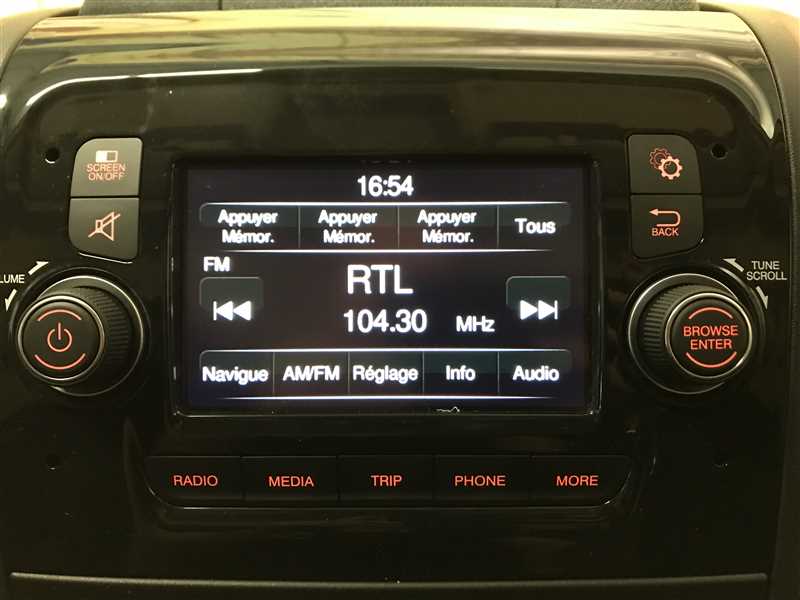 16:54
SCREEN
ON/OFF
Appuyer Appuyer Appuyer Tous
Mémor. Mémor. Mémor.
BACK
FM
RTL
104.30 MHz
TUNE
SCROLL
BROWSE
ENTER
Navigue AM/FM Réglage Info Audio
RADIO MEDIA TRIP PHONE MORE